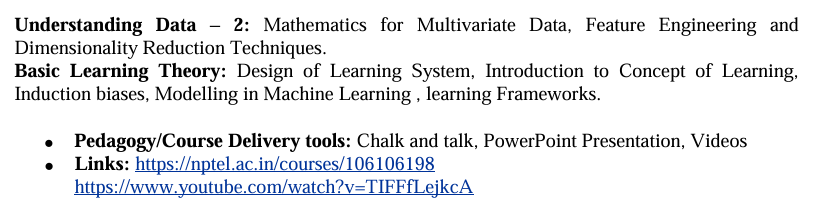 Understanding Data – 2: Mathematics for Multivariate Data, Feature Engineering and
Dimensionality Reduction Techniques.
Basic Learning Theory: Design of Learning System, Introduction to Concept of Learning,
Induction biases, Modelling in Machine Learning , learning Frameworks.
• Pedagogy/Course Delivery tools: Chalk and talk, PowerPoint Presentation, Videos
• Links: https://nptel.ac.in/courses/106106198
https://www.youtube.com/watch?v=TIFFfLejkcA